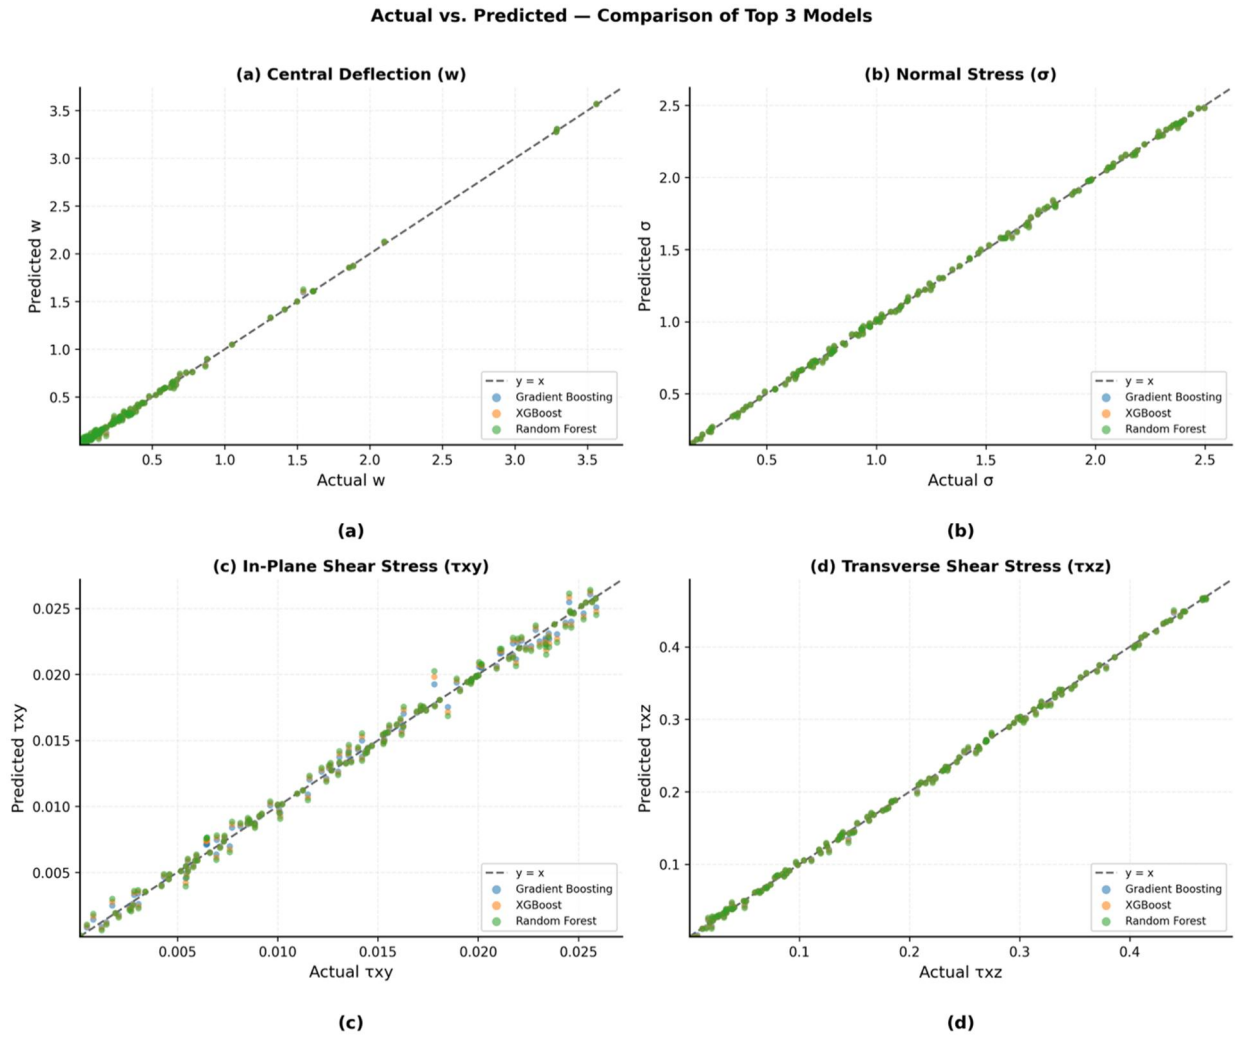 Actual vs. Predicted — Comparison of Top 3 Models
(a) Central Deflection (w)
Predicted w
3.5
3.0
2.5
2.0
1.5
1.0
0.5
y = x
Gradient Boosting
XGBoost
Random Forest
0.5 1.0 1.5 2.0 2.5 3.0 3.5
Actual w
(a)
(b) Normal Stress (σ)
Predicted σ
2.5
2.0
1.5
1.0
0.5
y = x
Gradient Boosting
XGBoost
Random Forest
0.5 1.0 1.5 2.0 2.5
Actual σ
(b)
(c) In-Plane Shear Stress (τxy)
Predicted τxy
0.025
0.020
0.015
0.010
0.005
y = x
Gradient Boosting
XGBoost
Random Forest
0.005 0.010 0.015 0.020 0.025
Actual τxy
(c)
(d) Transverse Shear Stress (τxz)
Predicted τxz
0.4
0.3
0.2
0.1
y = x
Gradient Boosting
XGBoost
Random Forest
0.1 0.2 0.3 0.4
Actual τxz
(d)